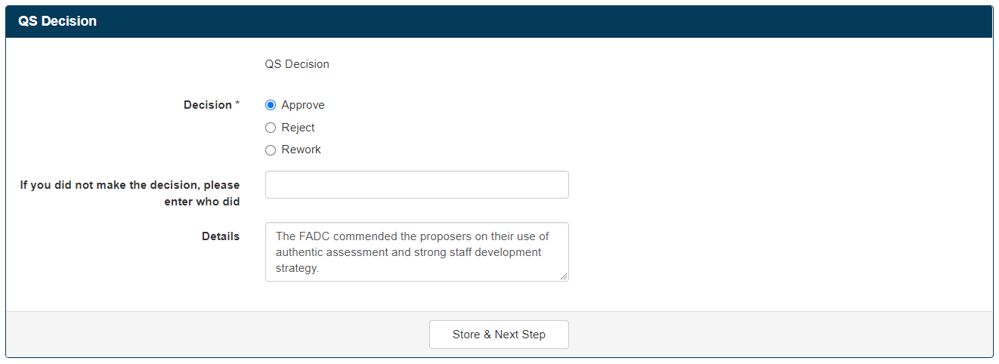 QS Decision
QS Decision
Decision *
Approve
Reject
Rework
If you did not make the decision, please
enter who did
Details
The FADC commended the proposers on their use of
authentic assessment and strong staff development
strategy.
Store & Next Step